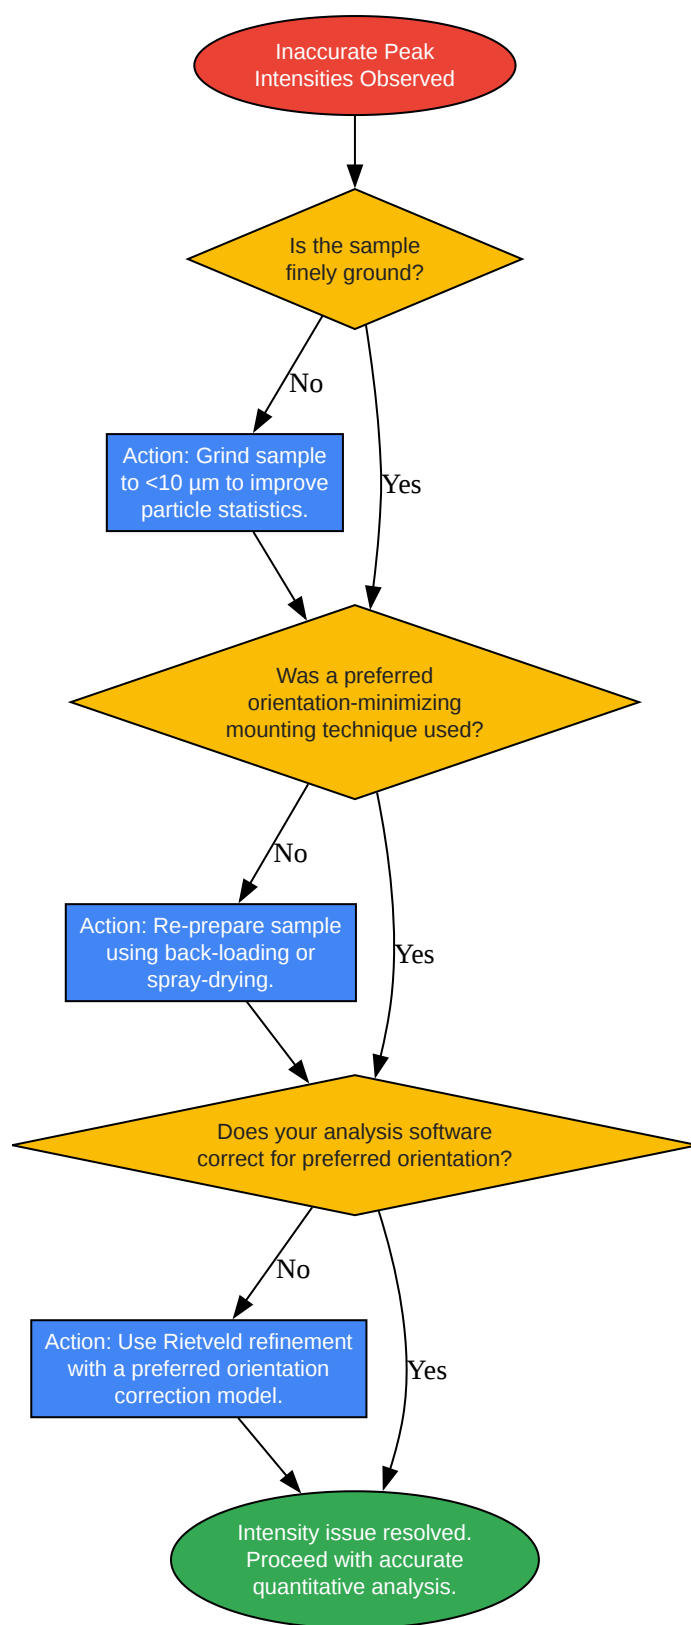 Inaccurate Peak
Intensities Observed
Is the sample
finely ground?
No
Action: Grind sample
to <10 µm to improve
particle statistics.
Yes
Was a preferred
orientation-minimizing
mounting technique used?
No
Action: Re-prepare sample
using back-loading or
spray-drying.
Yes
Does your analysis software
correct for preferred orientation?
No
Action: Use Rietveld refinement
with a preferred orientation
correction model.
Yes
Intensity issue resolved.
Proceed with accurate
quantitative analysis.